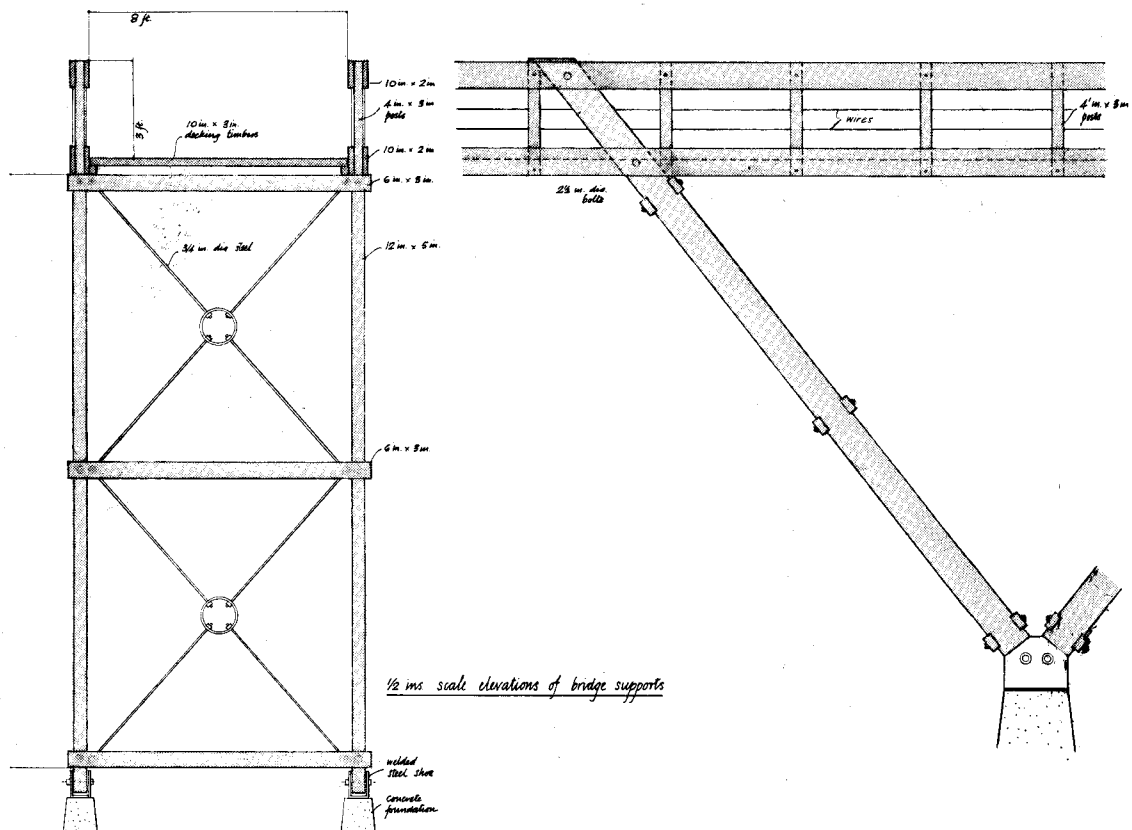 8 ft.
3 ft.
10 in. × 2 in
4 in. × 3 in
posts
10 in. × 3 in.
decking timbers
10 in. × 2 in
6 in. × 3 in.
3/4 in. dia steel
12 in. × 5 in.
6 in. × 3 in
welded
steel shoe
concrete
foundation
1/2 ins scale elevations of bridge supports
wires
4 in. × 3 in
posts
in. dia.
bolts